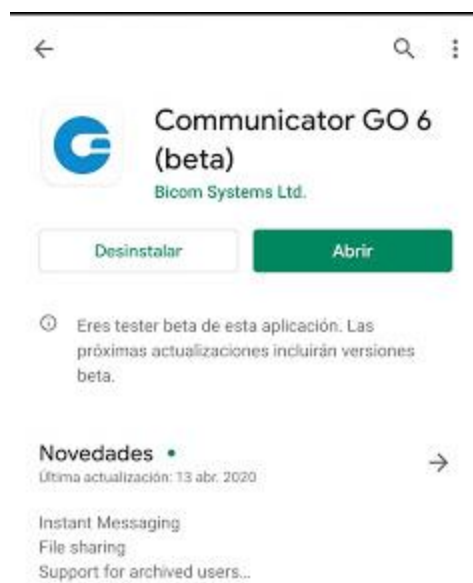 Communicator GO 6
(beta)
Bicom Systems Ltd.
Desinstalar
Abrir
Eres tester beta de esta aplicación. Las
próximas actualizaciones incluirán versiones
beta.
Novedades
Última actualización: 13 abr. 2020
Instant Messaging
File sharing
Support for archived users...